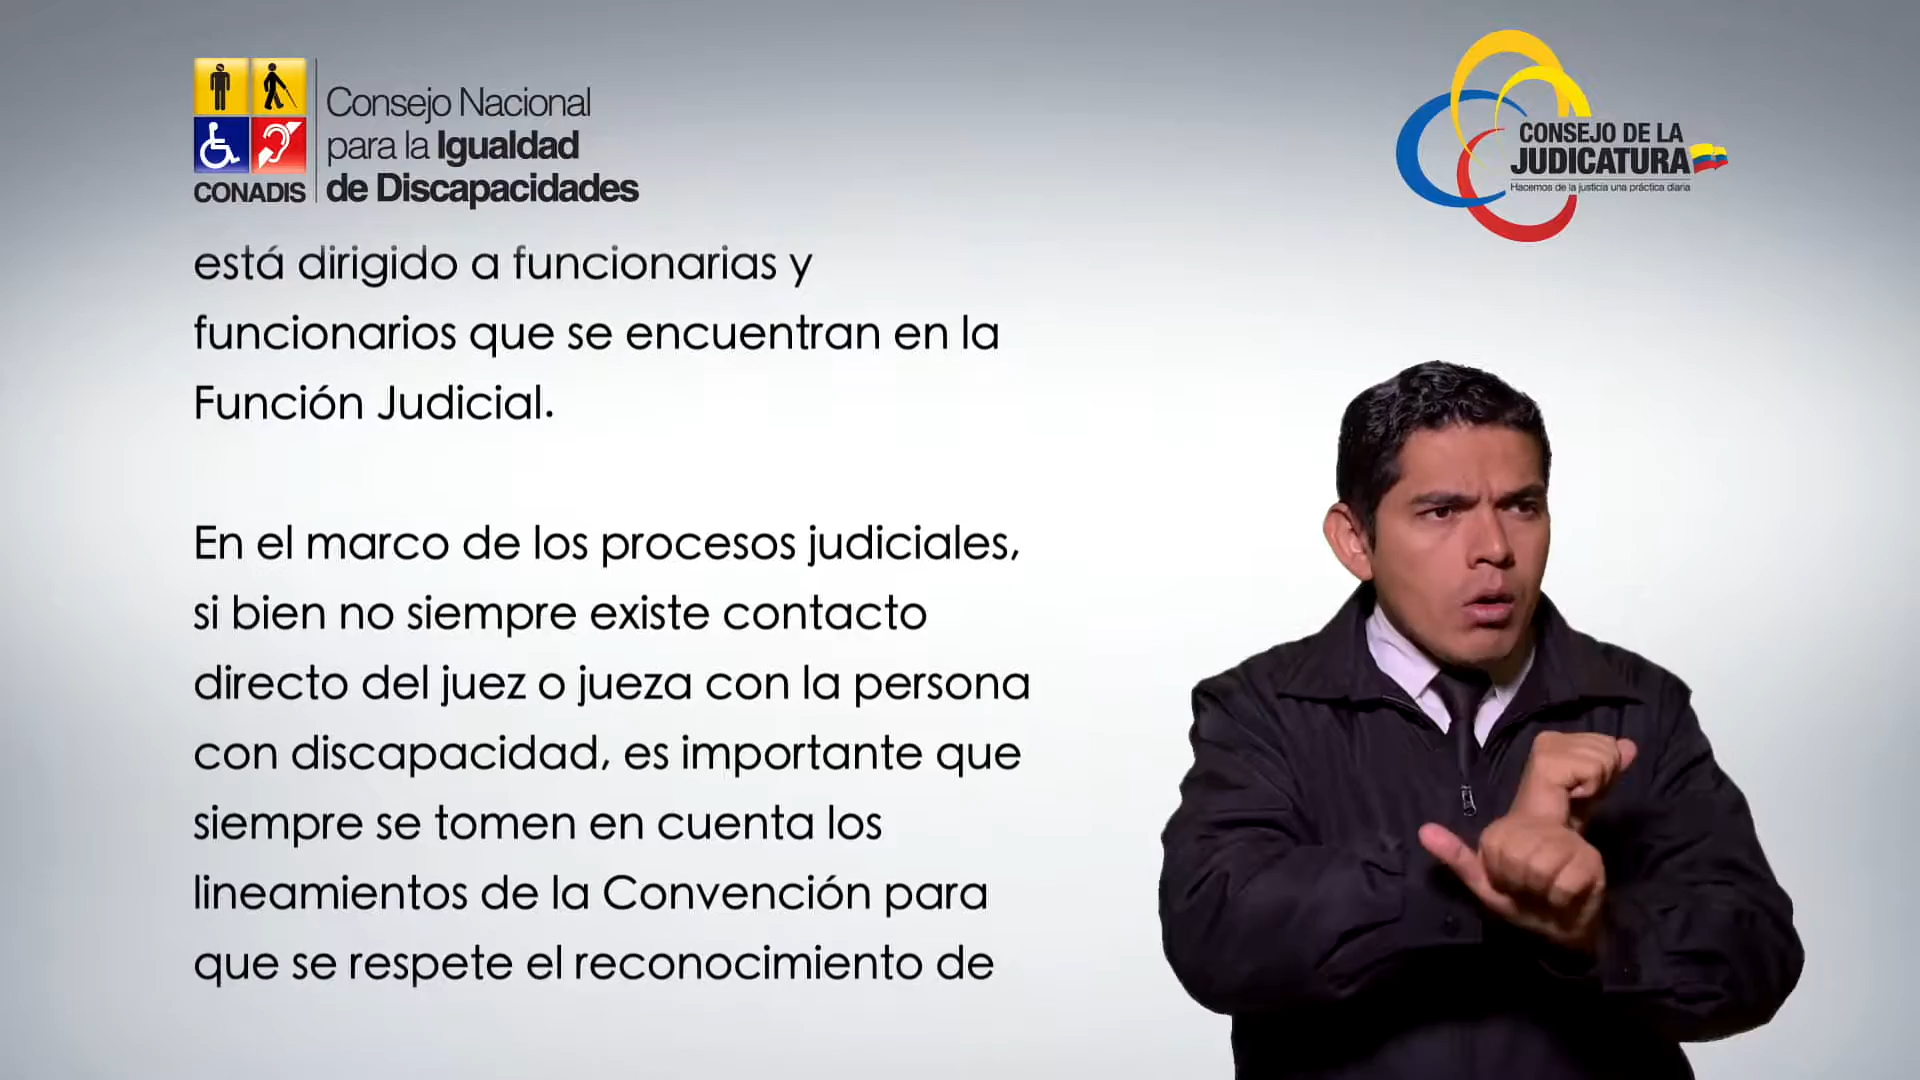 Consejo Nacional
para la Igualdad
de Discapacidades
CONADIS
CONSEJO DE LA
JUDICATURA
Hacemos de la justicia una práctica diaria
está dirigido a funcionarias y
funcionarios que se encuentran en la
Función Judicial.
En el marco de los procesos judiciales,
si bien no siempre existe contacto
directo del juez o jueza con la persona
con discapacidad, es importante que
siempre se tomen en cuenta los
lineamientos de la Convención para
que se respete el reconocimiento de